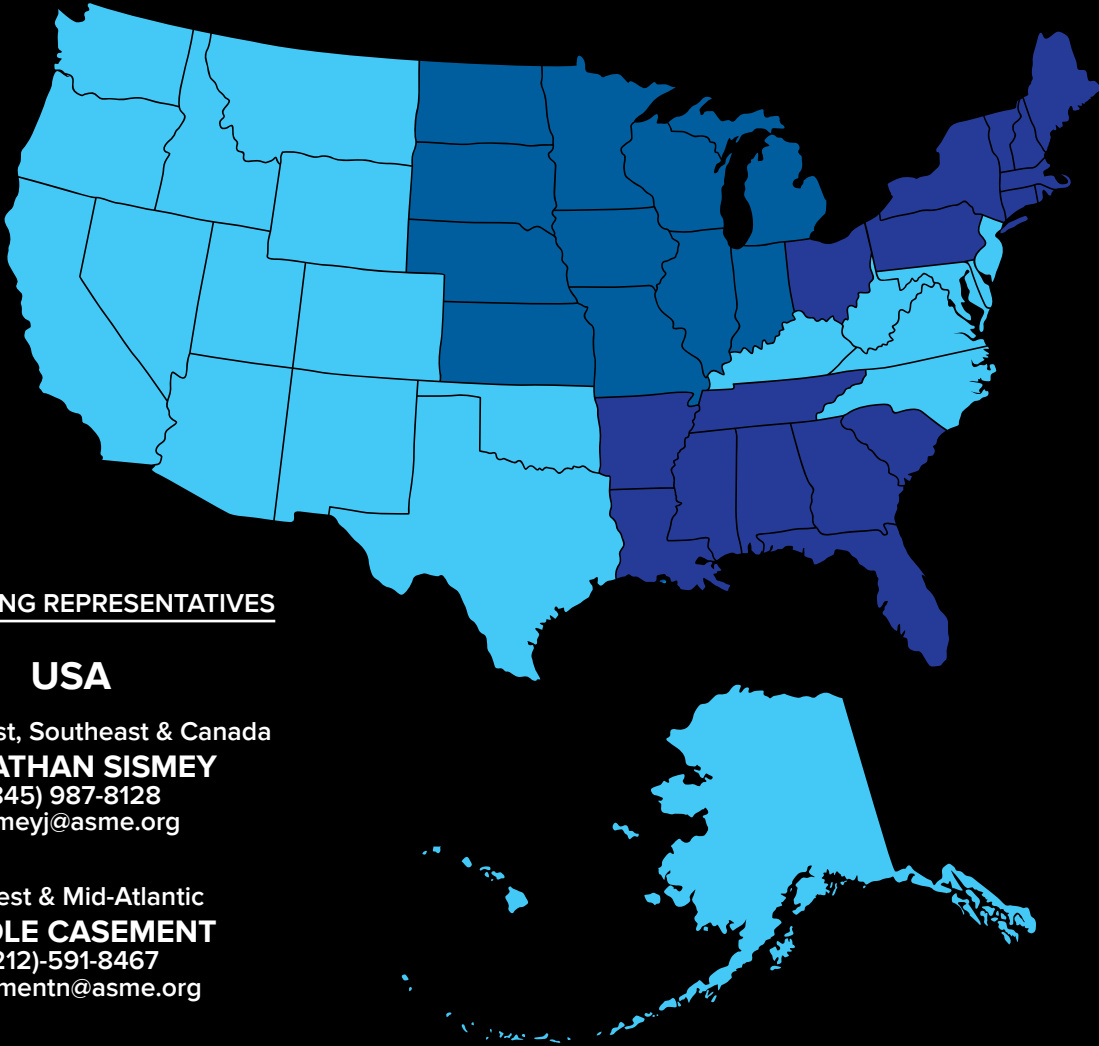 NG REPRESENTATIVES
USA
st, Southeast & Canada
ATHAN SISMEY
845) 987-8128
meyj@asme.org
est & Mid-Atlantic
OLE CASEMENT
212)-591-8467
mentn@asme.org